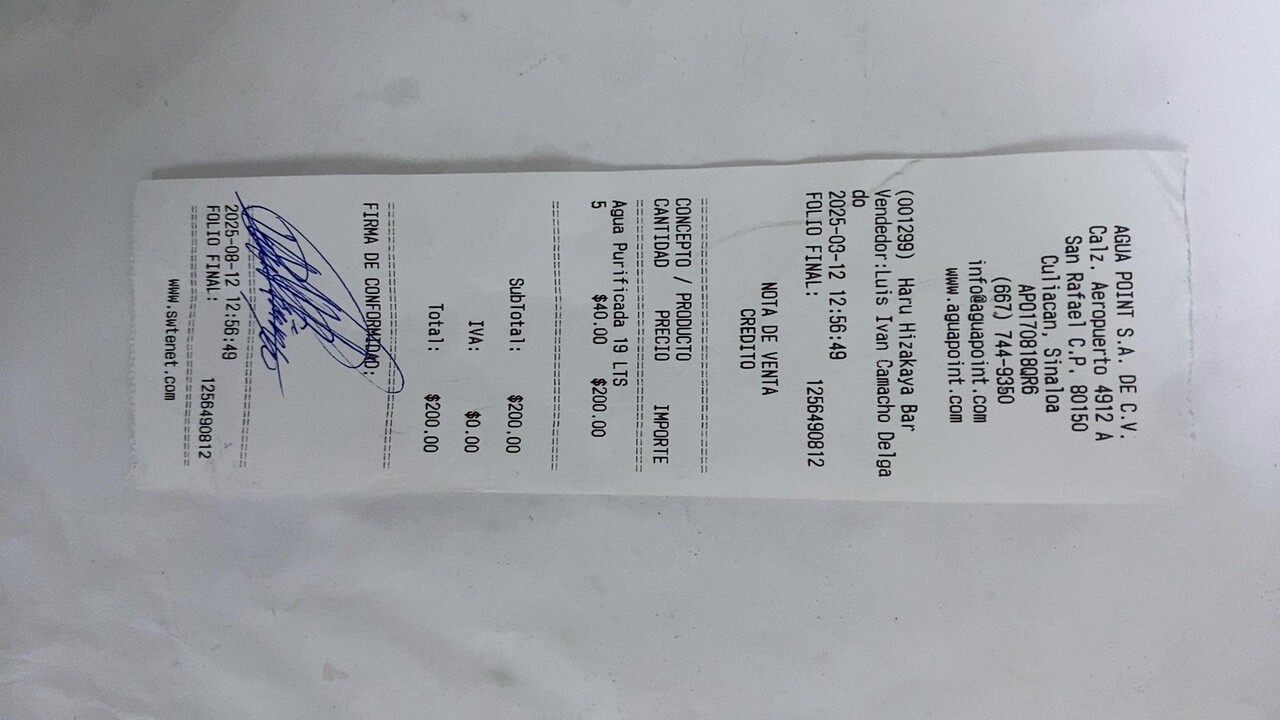 AGUA POINT S.A. DE C.V.
Calz. Aeropuerto 4912 A
San Rafael C.P. 80150
Culiacan, Sinaloa
APO170818QR6
(667) 744-9350
info@aguapoint.com
www.aguapoint.com
(001299) Haru Hizakaya Bar
Vendedor:Luis Ivan Camacho Delga
do
2025-08-12 12:56:49
FOLIO FINAL: 1256490812
NOTA DE VENTA
CREDITO
CONCEPTO / PRODUCTO
CANTIDAD PRECIO IMPORTE
Agua Purificada 19 LTS
5 $40.00 $200.00
SubTotal: $200.00
IVA: $0.00
Total: $200.00
FIRMA DE CONFORMIDAD:
2025-08-12 12:56:49
FOLIO FINAL: 1256490812
www.swtenet.com